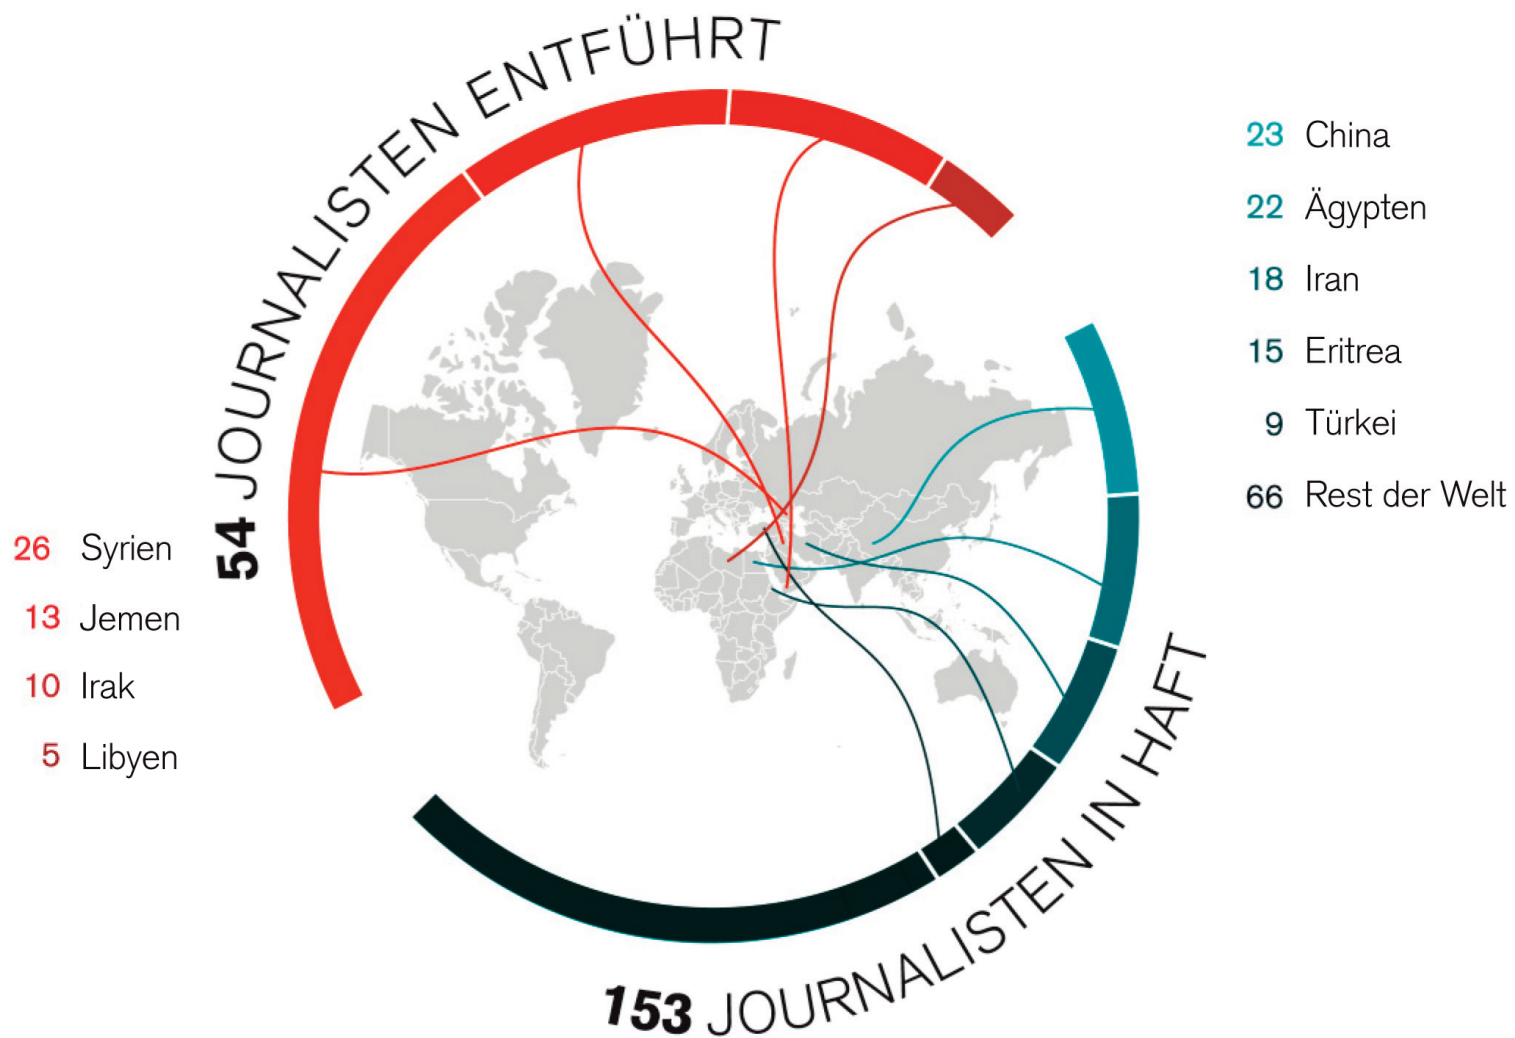 54 JOURNALISTEN ENTFÜHRT
26 Syrien
13 Jemen
10 Irak
5 Libyen
23 China
22 Ägypten
18 Iran
15 Eritrea
9 Türkei
66 Rest der Welt
153 JOURNALISTEN IN HAFT